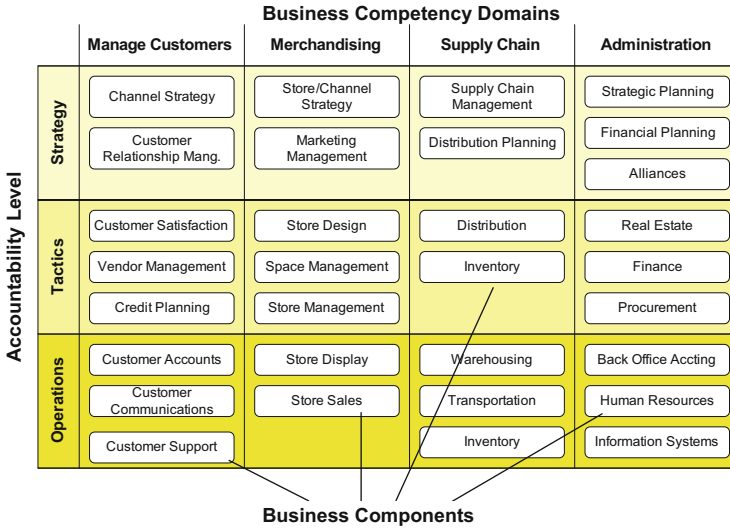 Business Competency Domains
Manage Customers
Merchandising
Supply Chain
Administration
Accountability Level
Strategy
Channel Strategy
Customer
Relationship Mang.
Store/Channel
Strategy
Marketing
Management
Supply Chain
Management
Distribution Planning
Strategic Planning
Financial Planning
Alliances
Tactics
Customer Satisfaction
Vendor Management
Credit Planning
Store Design
Space Management
Store Management
Distribution
Inventory
Real Estate
Finance
Procurement
Operations
Customer Accounts
Customer
Communications
Customer Support
Store Display
Store Sales
Warehousing
Transportation
Inventory
Back Office Accting
Human Resources
Information Systems
Business Components